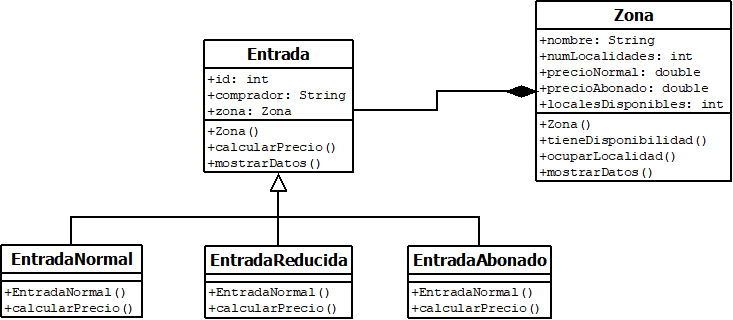 Zona
+nombre: String
+numLocalidades: int
+precioNormal: double
+precioAbonado: double
+localesDisponibles: int
+Zona()
+tieneDisponibilidad()
+ocuparLocalidad()
+mostrarDatos()
Entrada
+id: int
+comprador: String
+zona: Zona
+Zona()
+calcularPrecio()
+mostrarDatos()
EntradaNormal
+EntradaNormal()
+calcularPrecio()
EntradaReducida
+EntradaNormal()
+calcularPrecio()
EntradaAbonado
+EntradaNormal()
+calcularPrecio()